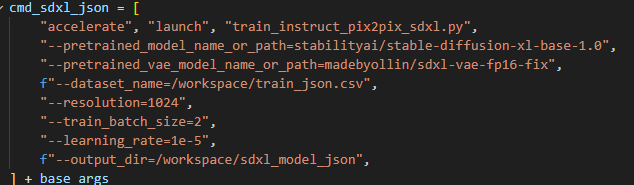 cmd_sdxl_json = [
"accelerate", "launch", "train_instruct_pix2pix_sdxl.py",
"--pretrained_model_name_or_path=stabilityai/stable-diffusion-xl-base-1.0",
"--pretrained_vae_model_name_or_path=madebyollin/sdxl-vae-fp16-fix",
f"--dataset_name=/workspace/train_json.csv",
"--resolution=1024",
"--train_batch_size=2",
"--learning_rate=1e-5",
f"--output_dir=/workspace/sdxl_model_json",
] + base_args